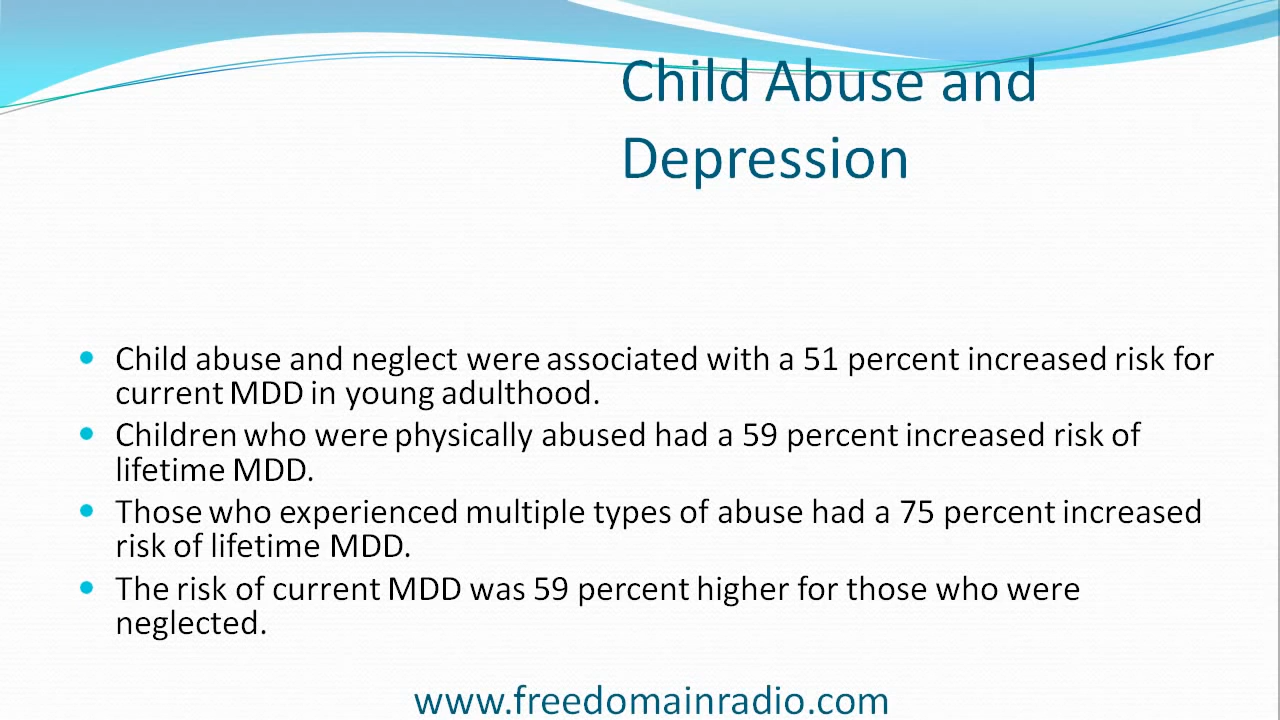 Child Abuse and
Depression
• Child abuse and neglect were associated with a 51 percent increased risk for
current MDD in young adulthood.
• Children who were physically abused had a 59 percent increased risk of
lifetime MDD.
• Those who experienced multiple types of abuse had a 75 percent increased
risk of lifetime MDD.
• The risk of current MDD was 59 percent higher for those who were
neglected.
www.freedomainradio.com